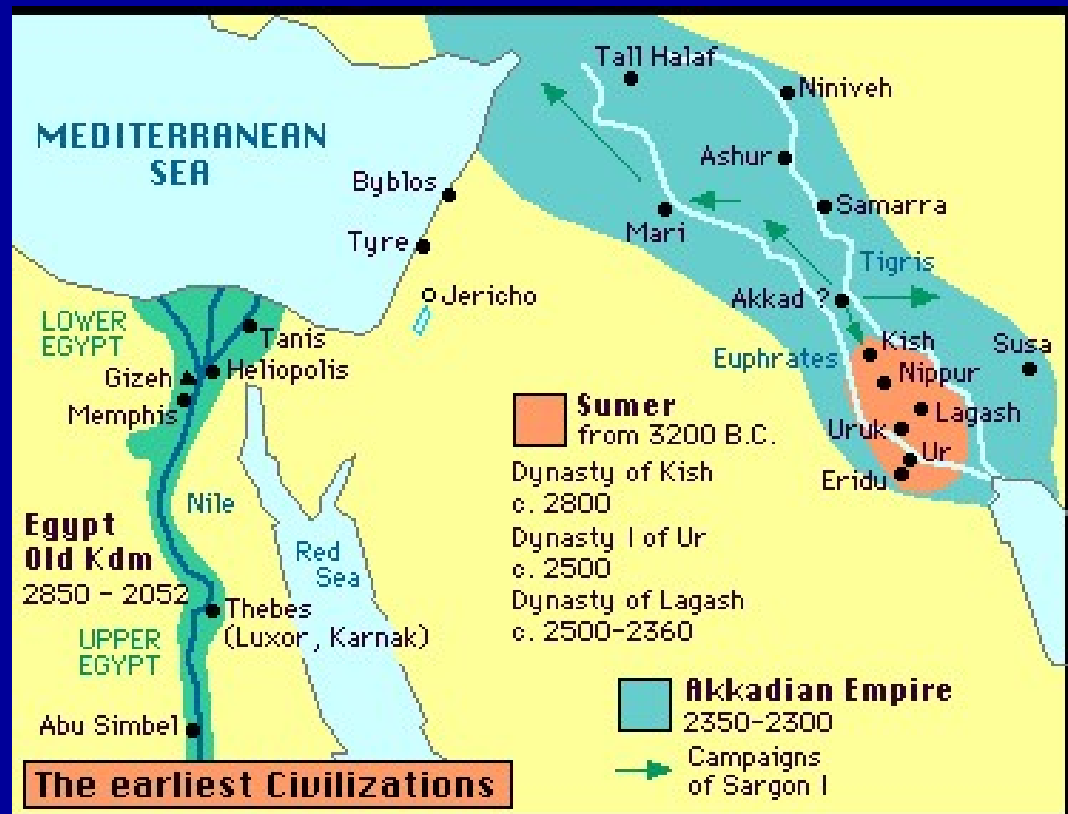 MEDITERRANEAN
SEA
Tall Halaf
Niniveh
Ashur
Byblos
Samarra
Mari
Tyre
Tigris
Jericho
Akkad ?
LOWER
EGYPT
Tanis
Kish
Susa
Euphrates
Heliopolis
Gizeh
Nippur
Memphis
Sumer
from 3200 B.C.
Lagash
Uruk
Ur
Eridu
Dynasty of Kish
c. 2800
Nile
Egypt
Old Kdm
2850 - 2052
Red
Sea
Dynasty I of Ur
c. 2500
Dynasty of Lagash
c. 2500-2360
Thebes
(Luxor, Karnak)
UPPER
EGYPT
Abu Simbel
Akkadian Empire
2350-2300
Campaigns
of Sargon I
The earliest Civilizations